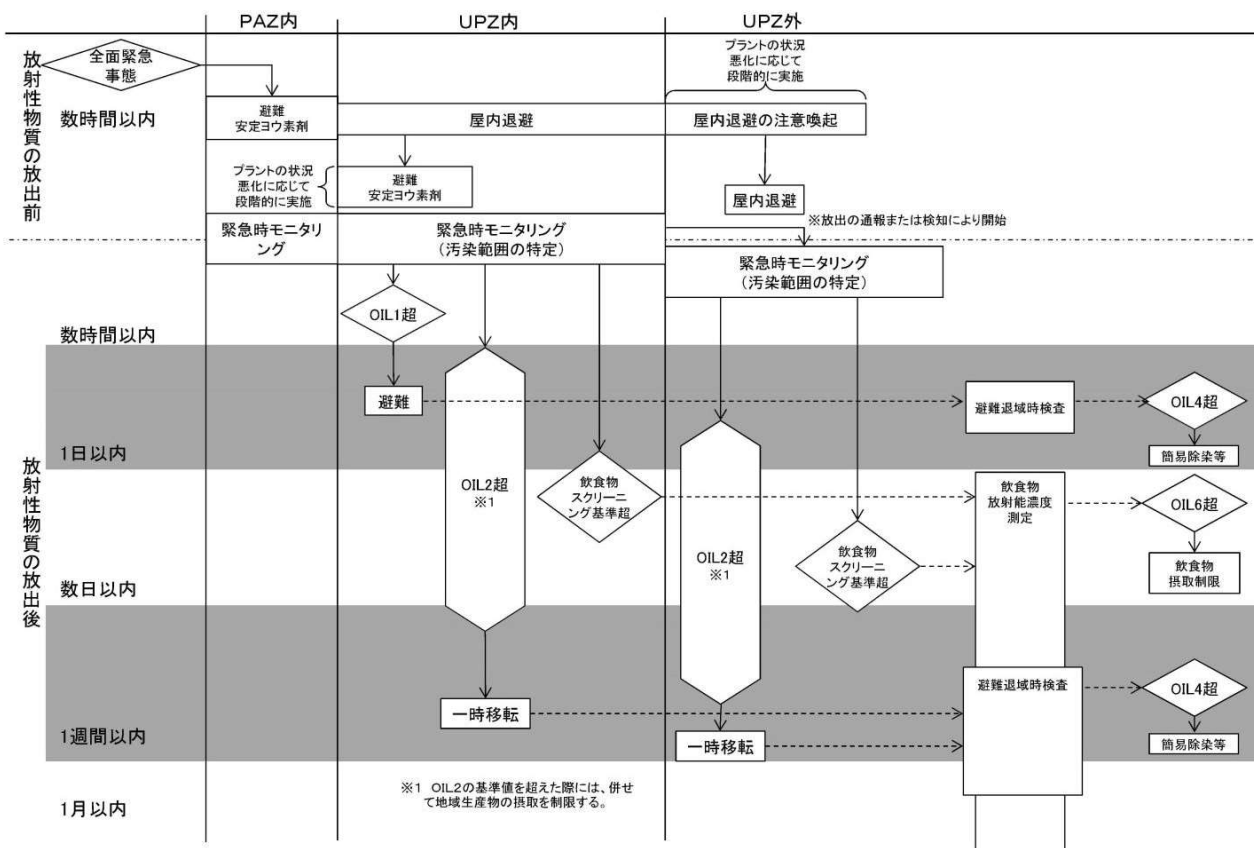 PAZ内
UPZ内
UPZ外
放射性物質の放出前
全面緊急
事態
プラントの状況
悪化に応じて
段階的に実施
数時間以内
避難
安定ヨウ素剤
屋内退避
屋内退避の注意喚起
プラントの状況
悪化に応じて
段階的に実施
避難
安定ヨウ素剤
屋内退避
※放出の通報または検知により開始
緊急時モニタリ
ング
緊急時モニタリング
(汚染範囲の特定)
緊急時モニタリング
(汚染範囲の特定)
放射性物質の放出後
数時間以内
OIL1超
避難
避難退域時検査
OIL4超
簡易除染等
1日以内
OIL2超
※1
飲食物
スクリーニ
ング基準超
飲食物
放射能濃度
測定
OIL6超
飲食物
摂取制限
OIL2超
※1
飲食物
スクリーニ
ング基準超
数日以内
避難退域時検査
OIL4超
簡易除染等
一時移転
一時移転
1週間以内
※1 OIL2の基準値を超えた際には、併せ
て地域生産物の摂取を制限する。
1月以内